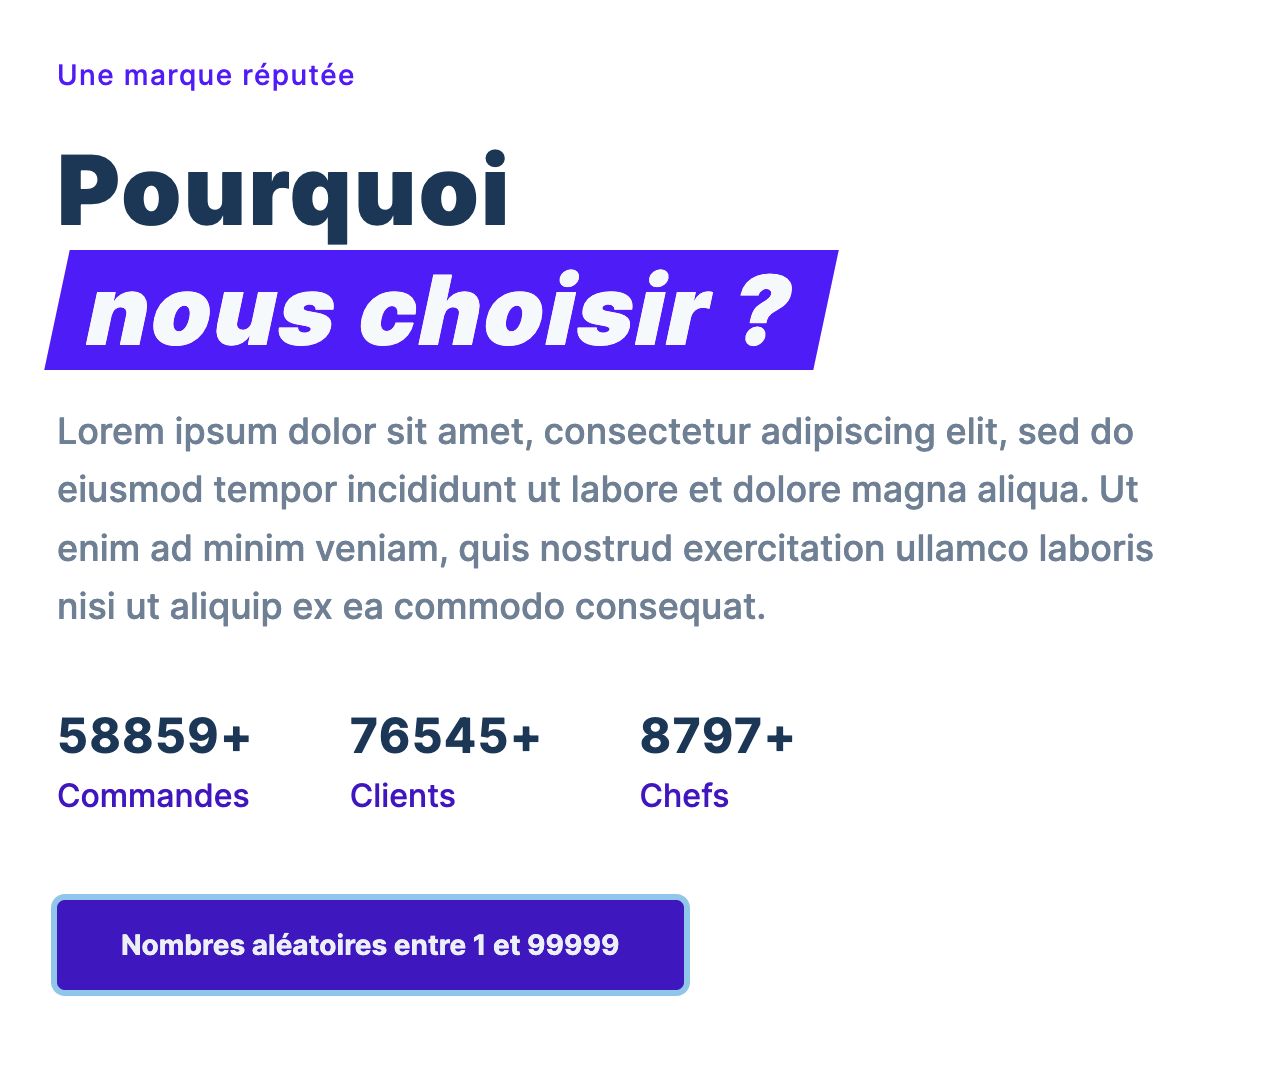 Une marque réputée
Pourquoi
nous choisir ?
Lorem ipsum dolor sit amet, consectetur adipiscing elit, sed do
eiusmod tempor incididunt ut labore et dolore magna aliqua. Ut
enim ad minim veniam, quis nostrud exercitation ullamco laboris
nisi ut aliquip ex ea commodo consequat.
58859+ 76545+ 8797+
Commandes Clients Chefs
Nombres aléatoires entre 1 et 99999